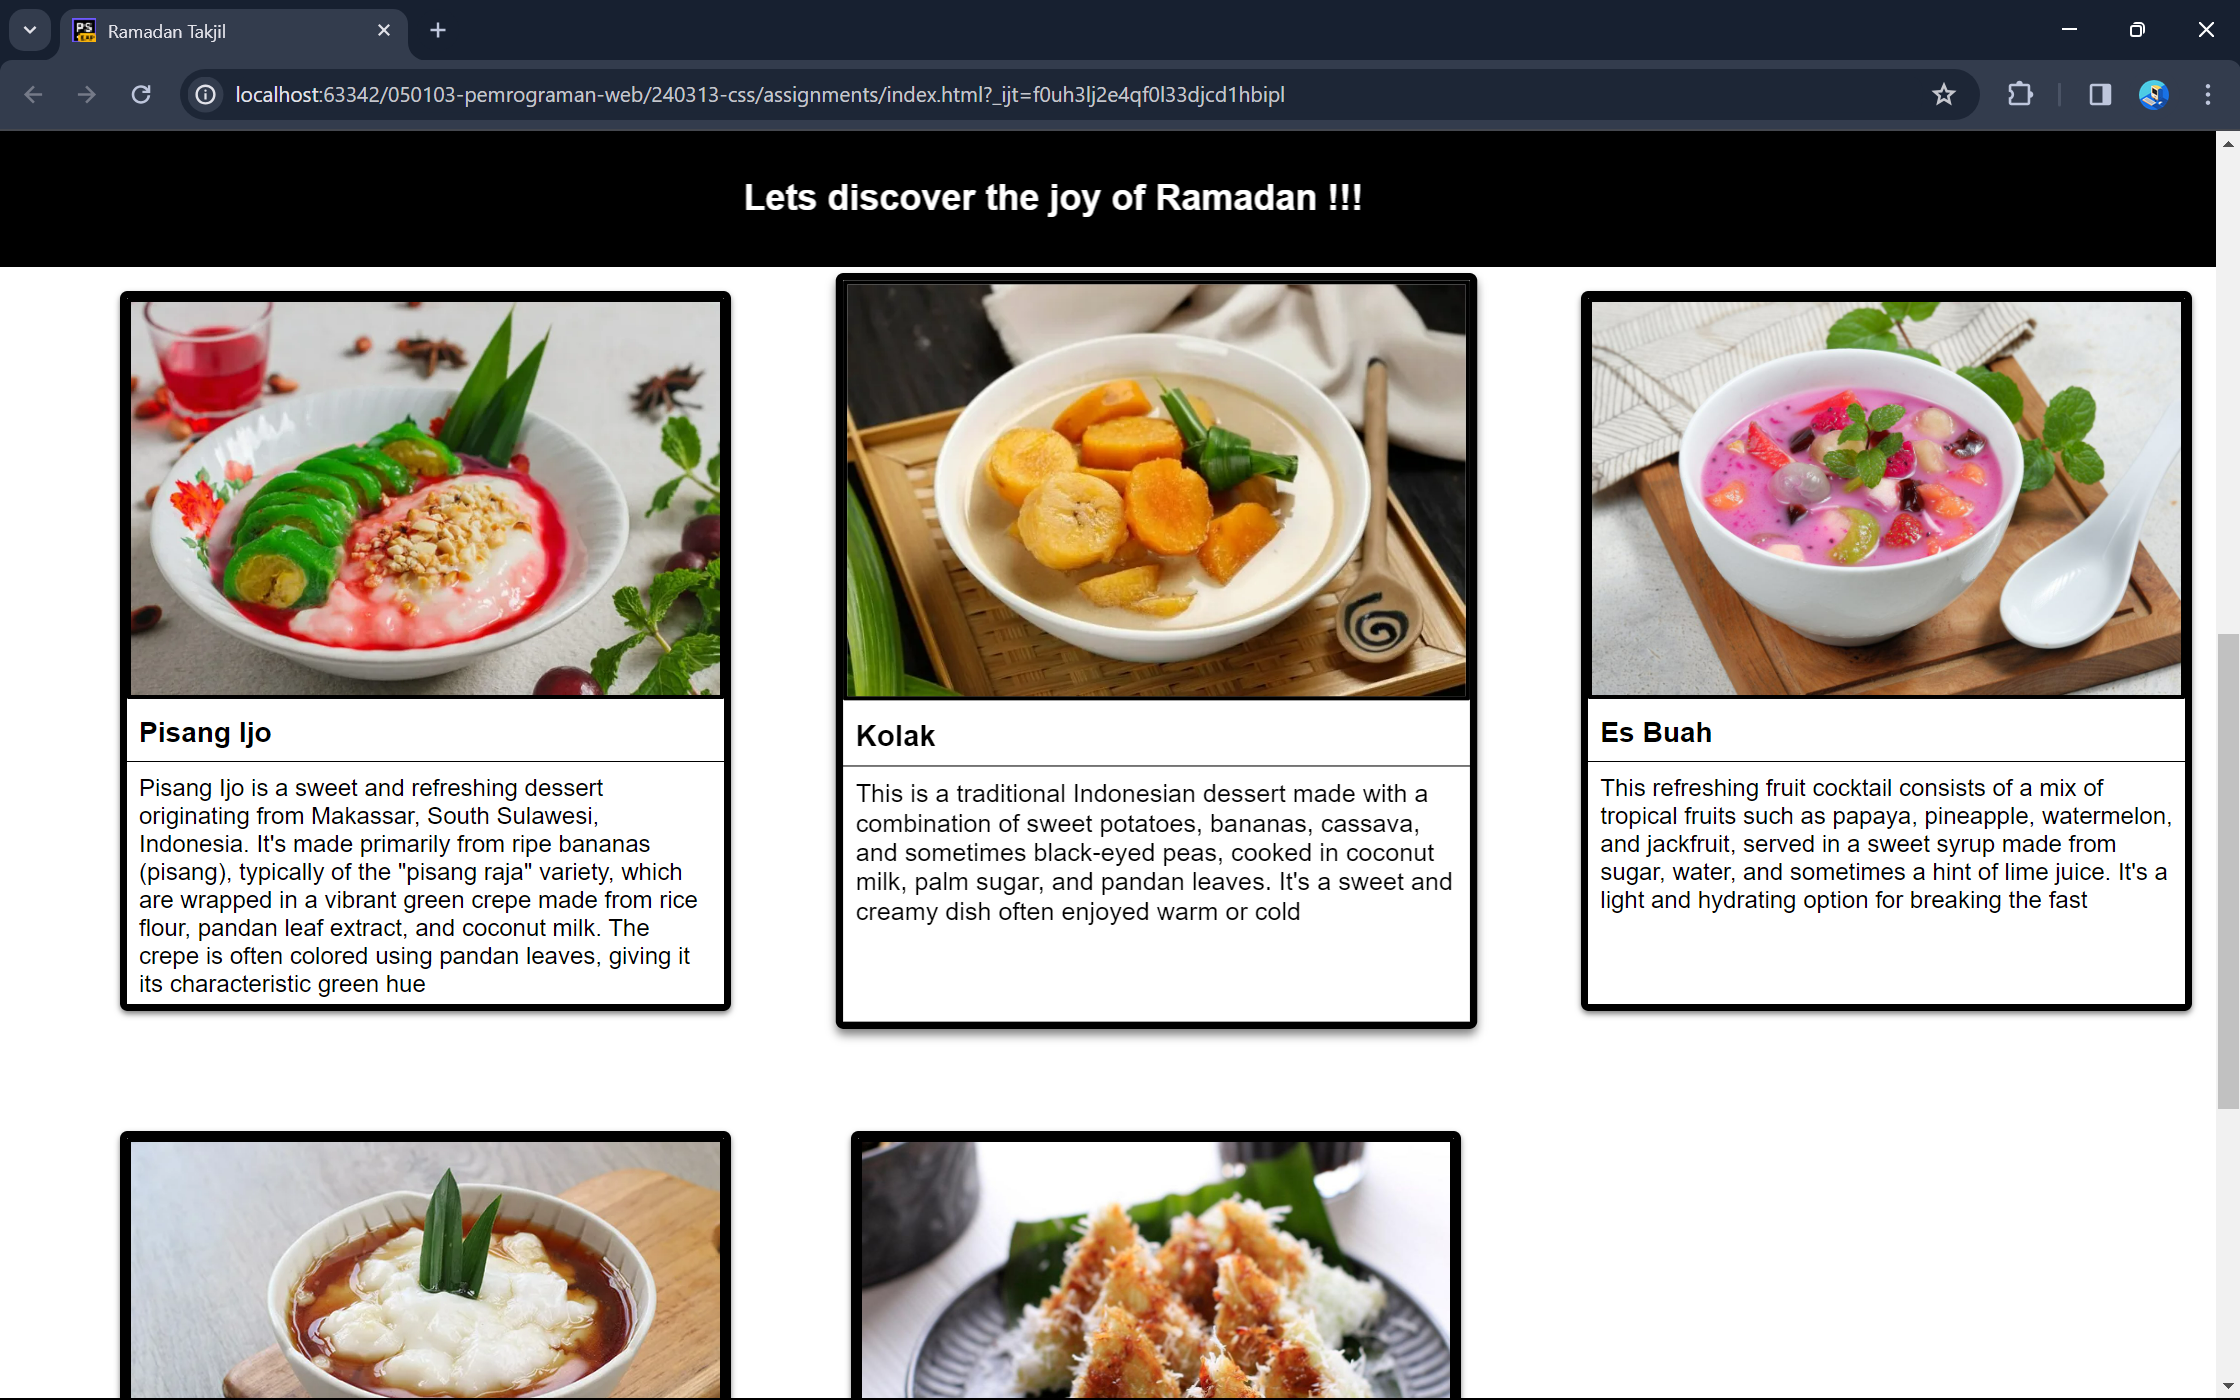 Ramadan Takjil
localhost:63342/050103-pemrograman-web/240313-css/assignments/index.html?_ijt=f0uh3lj2e4qf0l33djcd1hbipl
Lets discover the joy of Ramadan !!!
Pisang Ijo
Pisang Ijo is a sweet and refreshing dessert
originating from Makassar, South Sulawesi,
Indonesia. It's made primarily from ripe bananas
(pisang), typically of the "pisang raja" variety, which
are wrapped in a vibrant green crepe made from rice
flour, pandan leaf extract, and coconut milk. The
crepe is often colored using pandan leaves, giving it
its characteristic green hue
Kolak
This is a traditional Indonesian dessert made with a
combination of sweet potatoes, bananas, cassava,
and sometimes black-eyed peas, cooked in coconut
milk, palm sugar, and pandan leaves. It's a sweet and
creamy dish often enjoyed warm or cold
Es Buah
This refreshing fruit cocktail consists of a mix of
tropical fruits such as papaya, pineapple, watermelon,
and jackfruit, served in a sweet syrup made from
sugar, water, and sometimes a hint of lime juice. It's a
light and hydrating option for breaking the fast